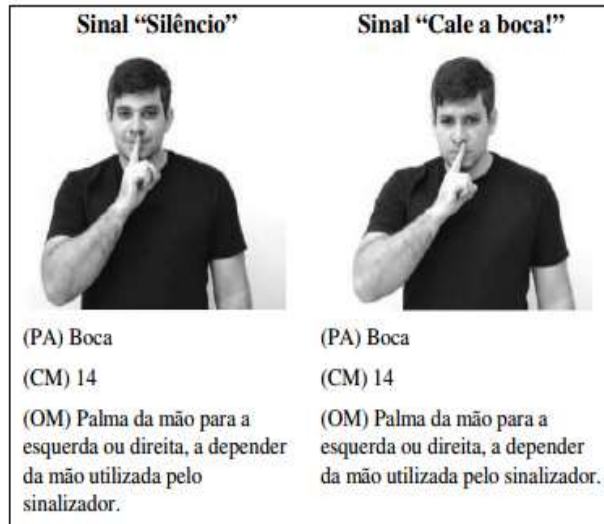 Sinal “Silêncio”
(PA) Boca
(CM) 14
(OM) Palma da mão para a
esquerda ou direita, a depender
da mão utilizada pelo
sinalizador.
Sinal “Cale a boca!”
(PA) Boca
(CM) 14
(OM) Palma da mão para a
esquerda ou direita, a depender
da mão utilizada pelo sinalizador.